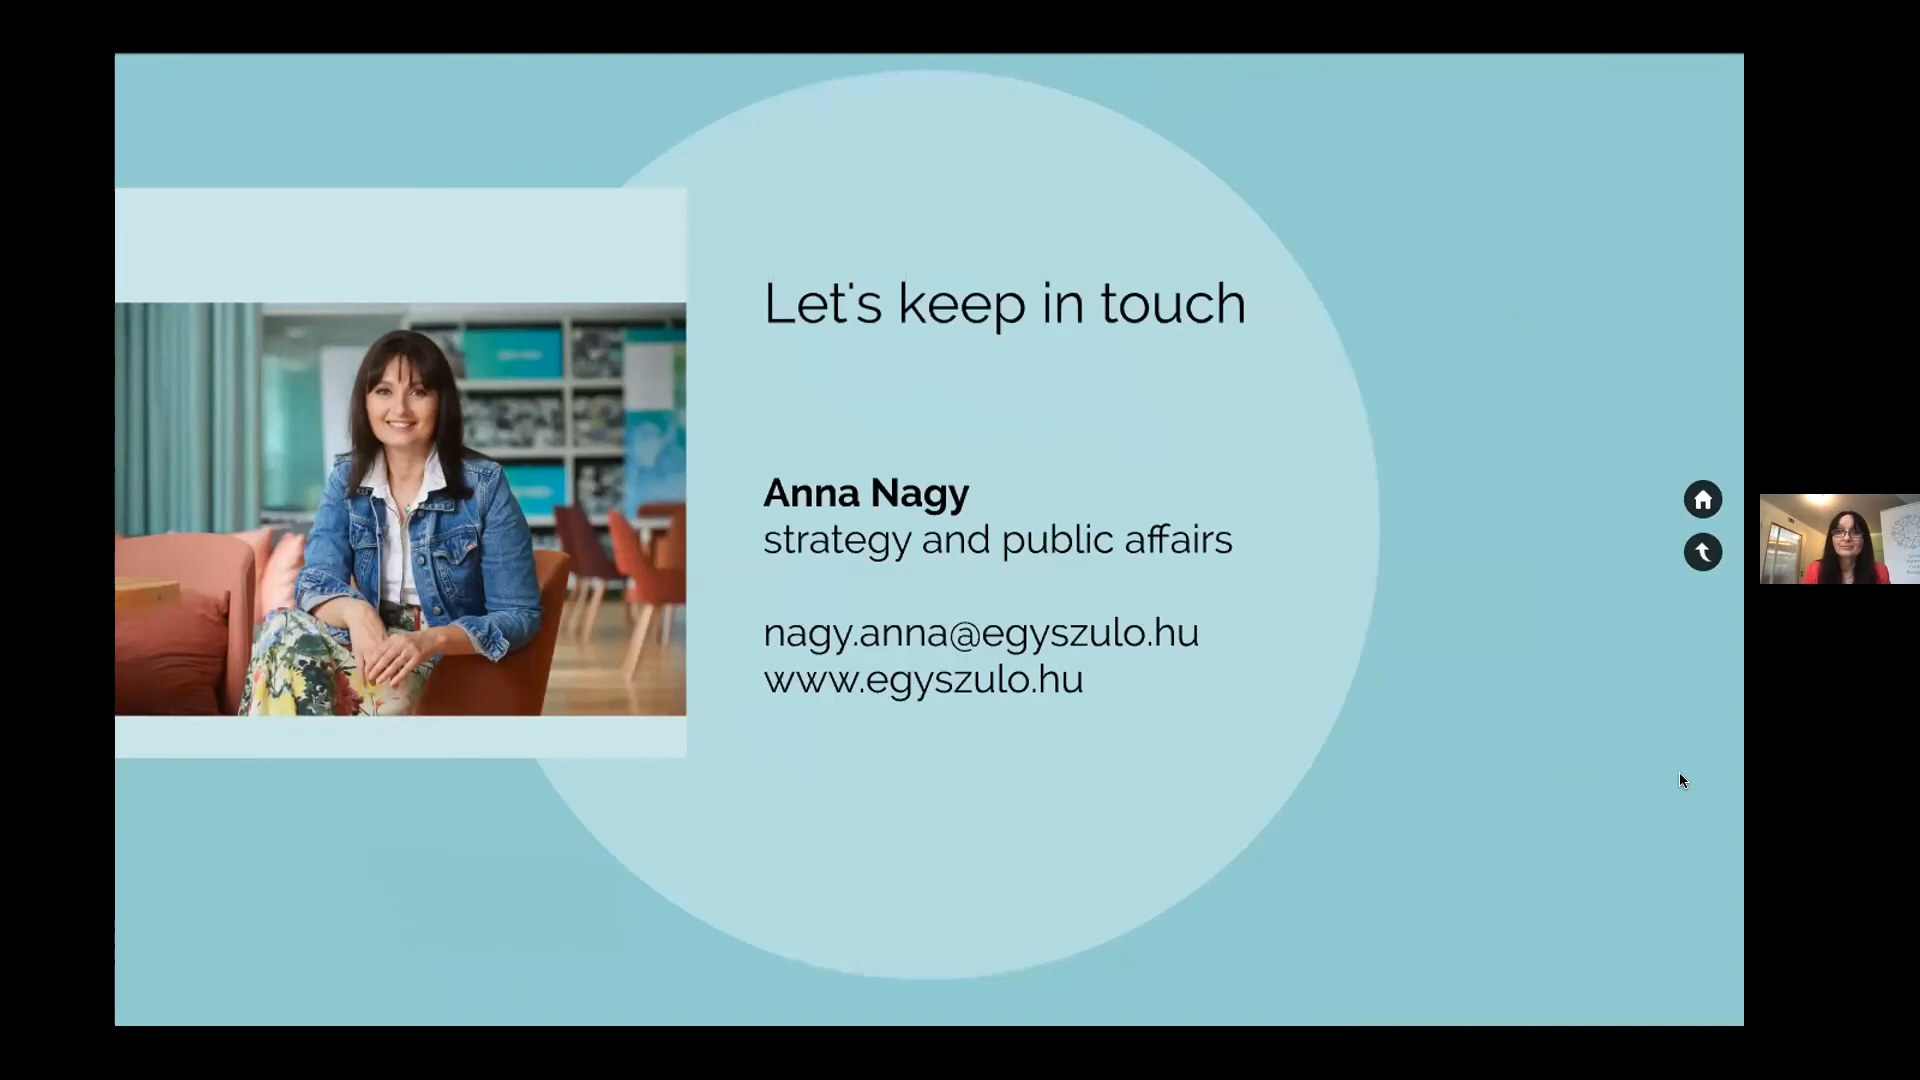 Let's keep in touch
Anna Nagy
strategy and public affairs
nagy.anna@egyszulo.hu
www.egyszulo.hu